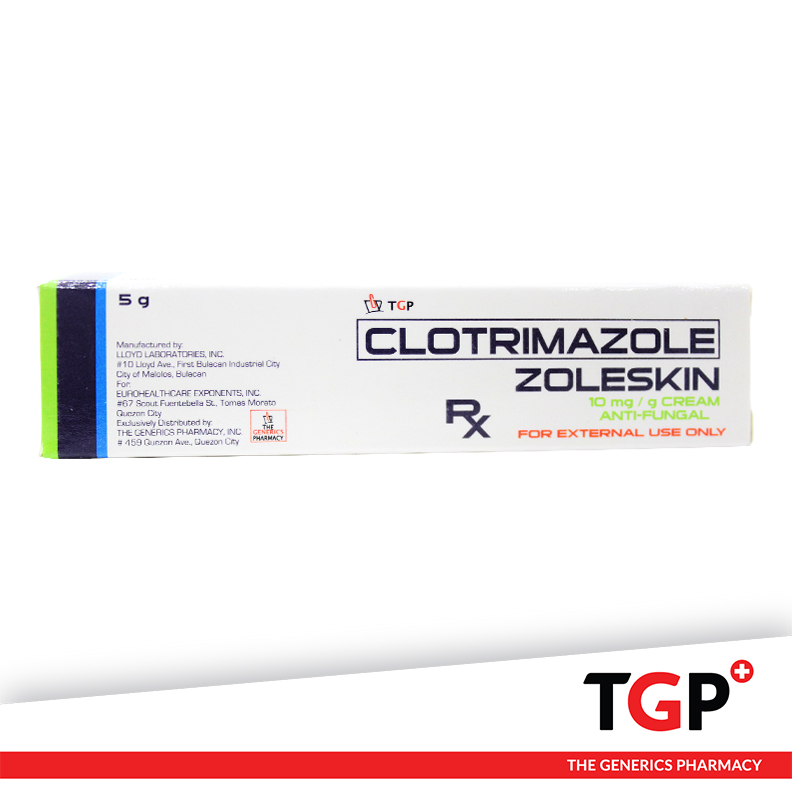 5 g
TGP
CLOTRIMAZOLE
ZOLESKIN
10 mg / g CREAM
ANTI-FUNGAL
Rx
FOR EXTERNAL USE ONLY
Manufactured by:
LLOYD LABORATORIES, INC.
#10 Lloyd Ave., First Bulacan Industrial City
City of Malolos, Bulacan
For:
EUROHEALTHCARE EXPONENTS, INC.
#67 Scout Fuentebella St., Tomas Morato
Quezon City
Exclusively Distributed by:
THE GENERICS PHARMACY, INC.
# 459 Quezon Ave., Quezon City
THE
GENERICS
PHARMACY
TGP
THE GENERICS PHARMACY